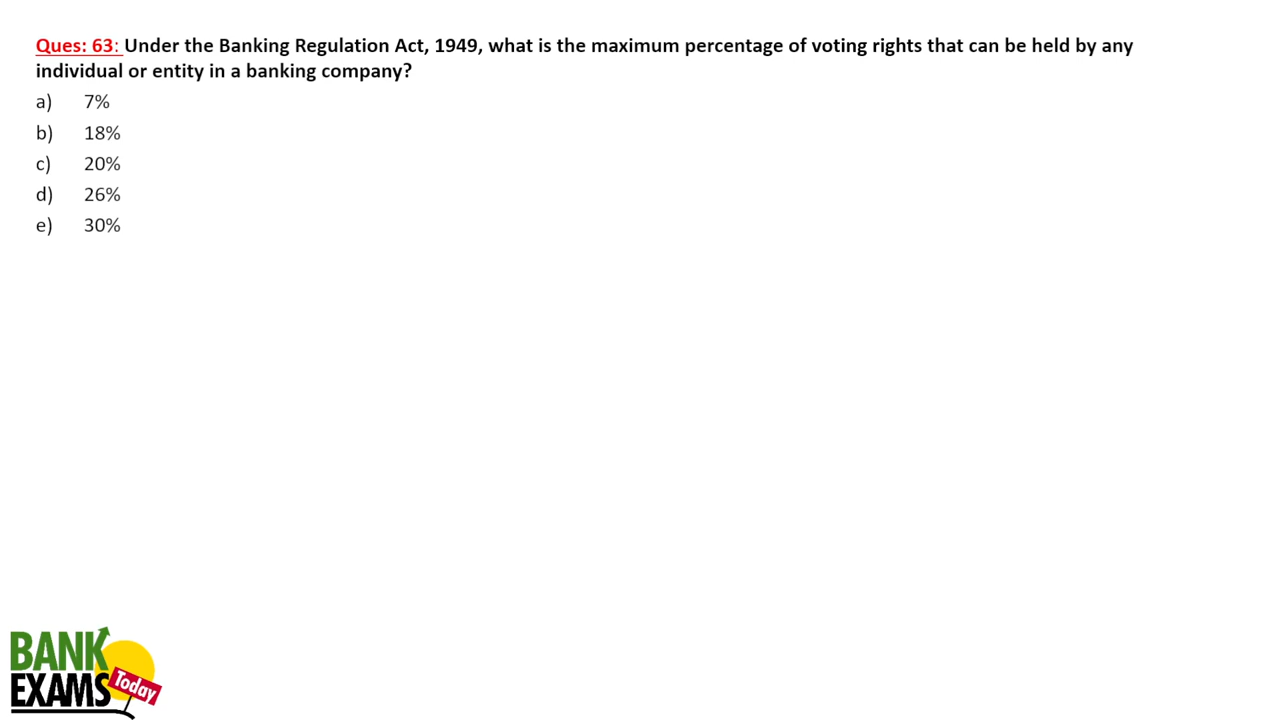 Ques: 63: Under the Banking Regulation Act, 1949, what is the maximum percentage of voting rights that can be held by any
individual or entity in a banking company?
a) 7%
b) 18%
c) 20%
d) 26%
e) 30%
BANK
EXAMS
Today